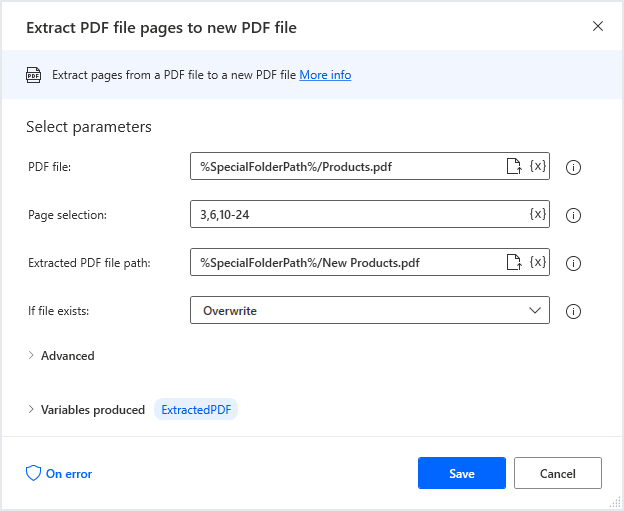 Extract PDF file pages to new PDF file
PDF Extract pages from a PDF file to a new PDF file More info
Select parameters
PDF file: %SpecialFolderPath%/Products.pdf {x}
Page selection: 3,6,10-24 {x}
Extracted PDF file path: %SpecialFolderPath%/New Products.pdf {x}
If file exists: Overwrite
Advanced
Variables produced ExtractedPDF
On error Save Cancel